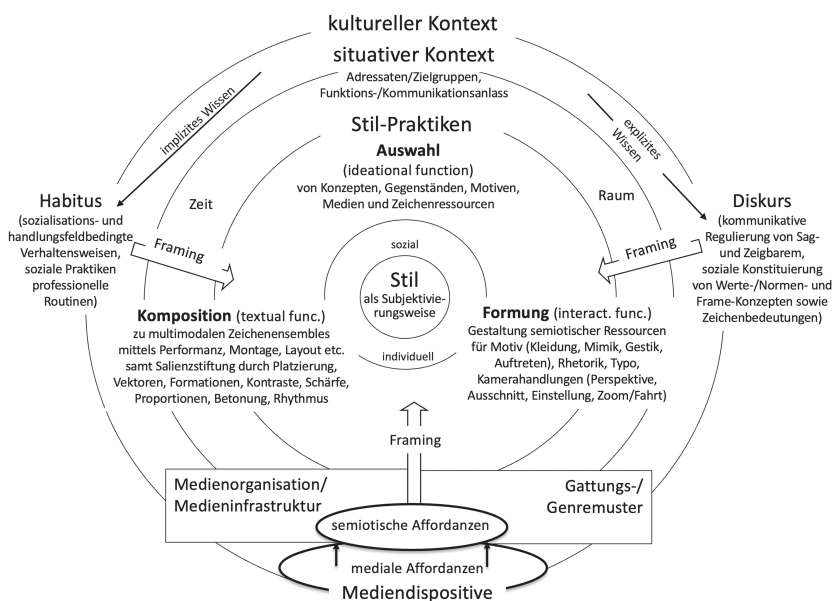 kultureller Kontext
situativer Kontext
Adressaten/Zielgruppen,
Funktions-/Kommunikationsanlass
implizites Wissen
explizites
Wissen
Stil-Praktiken
Auswahl
(ideational function)
von Konzepten, Gegenständen, Motiven,
Medien und Zeichenressourcen
Zeit
Raum
Habitus
(sozialisations- und
handlungsfeldbedingte
Verhaltensweisen,
soziale Praktiken
professionelle
Routinen)
Framing
Diskurs
(kommunikative
Regulierung von Sag-
und Zeigbarem,
soziale Konstituierung
von Werte-/Normen- und
Frame-Konzepten sowie
Zeichenbedeutungen)
Framing
sozial
Stil
als Subjektivie-
rungsweise
individuell
Komposition (textual func.)
zu multimodalen Zeichenensembles
mittels Performanz, Montage, Layout etc.
samt Salienzstiftung durch Platzierung,
Vektoren, Formationen, Kontraste, Schärfe,
Proportionen, Betonung, Rhythmus
Formung (interact. func.)
Gestaltung semiotischer Ressourcen
für Motiv (Kleidung, Mimik, Gestik,
Auftreten), Rhetorik, Typo,
Kamerahandlungen (Perspektive,
Ausschnitt, Einstellung, Zoom/Fahrt)
Framing
Medienorganisation/
Medieninfrastruktur
Gattungs-/
Genremuster
semiotische Affordanzen
mediale Affordanzen
Mediendispositive